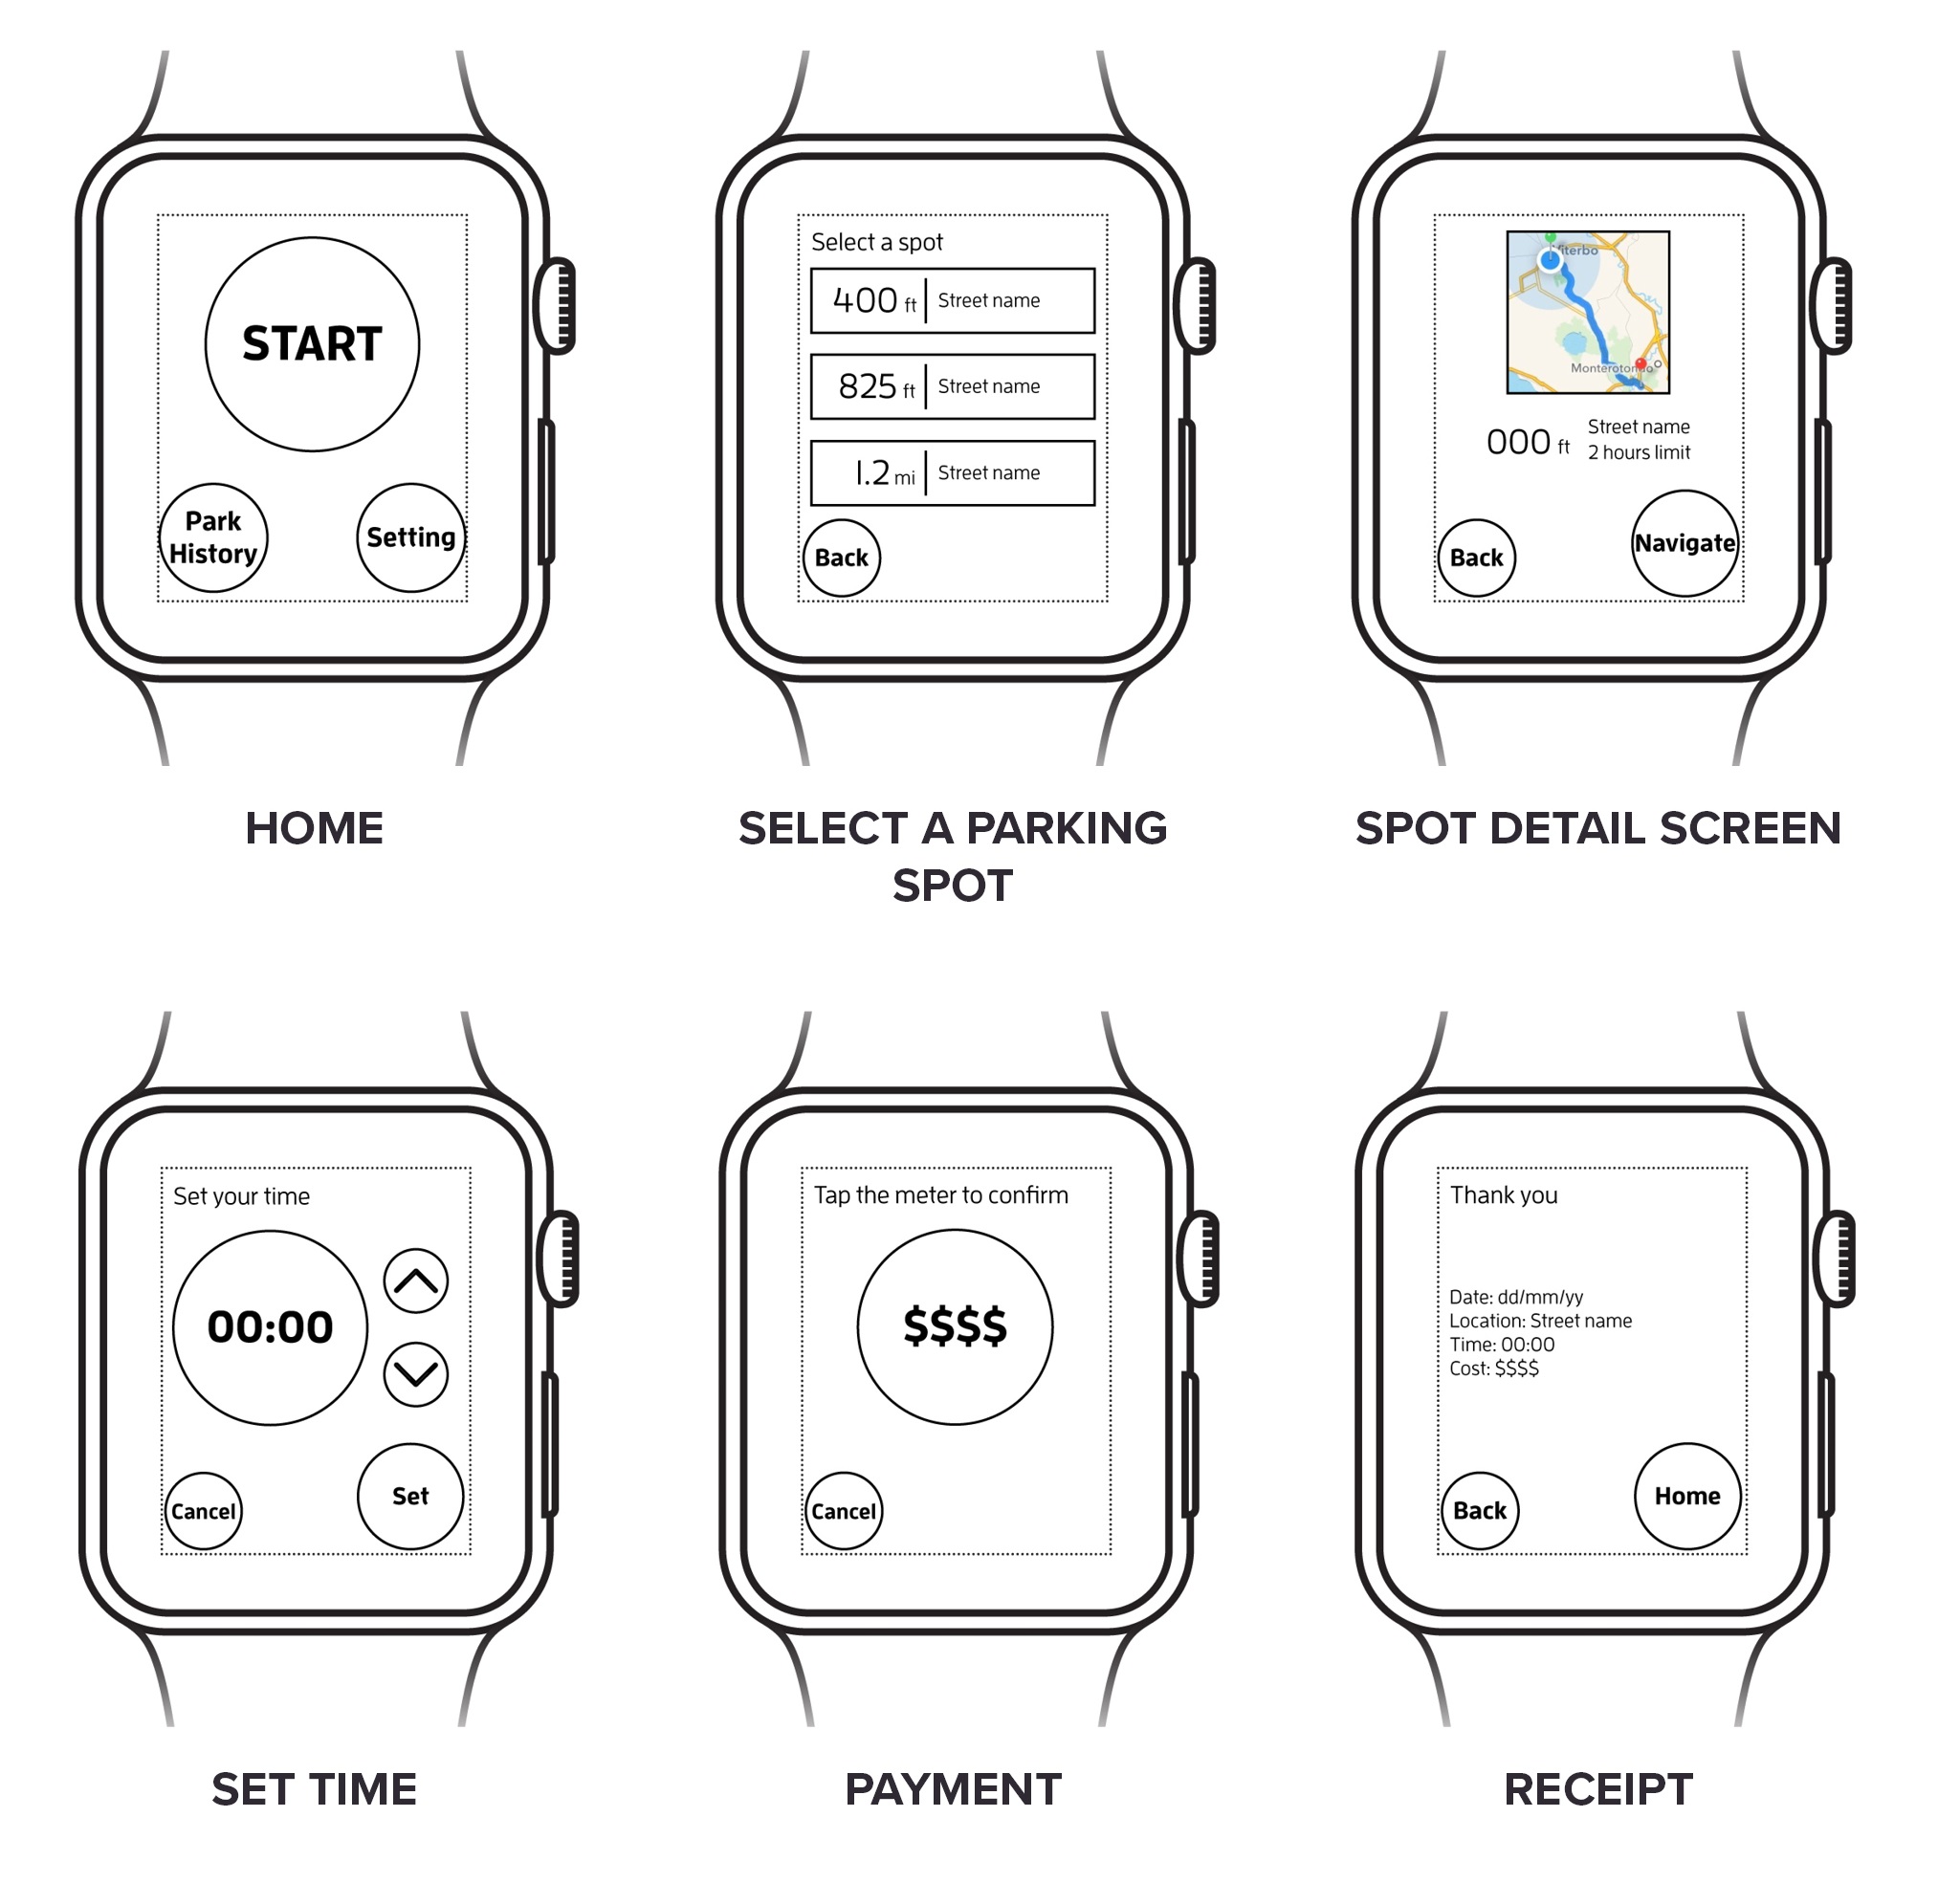 START
Park
History
Setting
HOME
Select a spot
400 ft Street name
825 ft Street name
1.2 mi Street name
Back
SELECT A PARKING
SPOT
Viterbo
Monterotondo
000 ft
Street name
2 hours limit
Back
Navigate
SPOT DETAIL SCREEN
Set your time
00:00
Cancel
Set
SET TIME
Tap the meter to confirm
$$$$
Cancel
PAYMENT
Thank you
Date: dd/mm/yy
Location: Street name
Time: 00:00
Cost: $$$$
Back
Home
RECEIPT